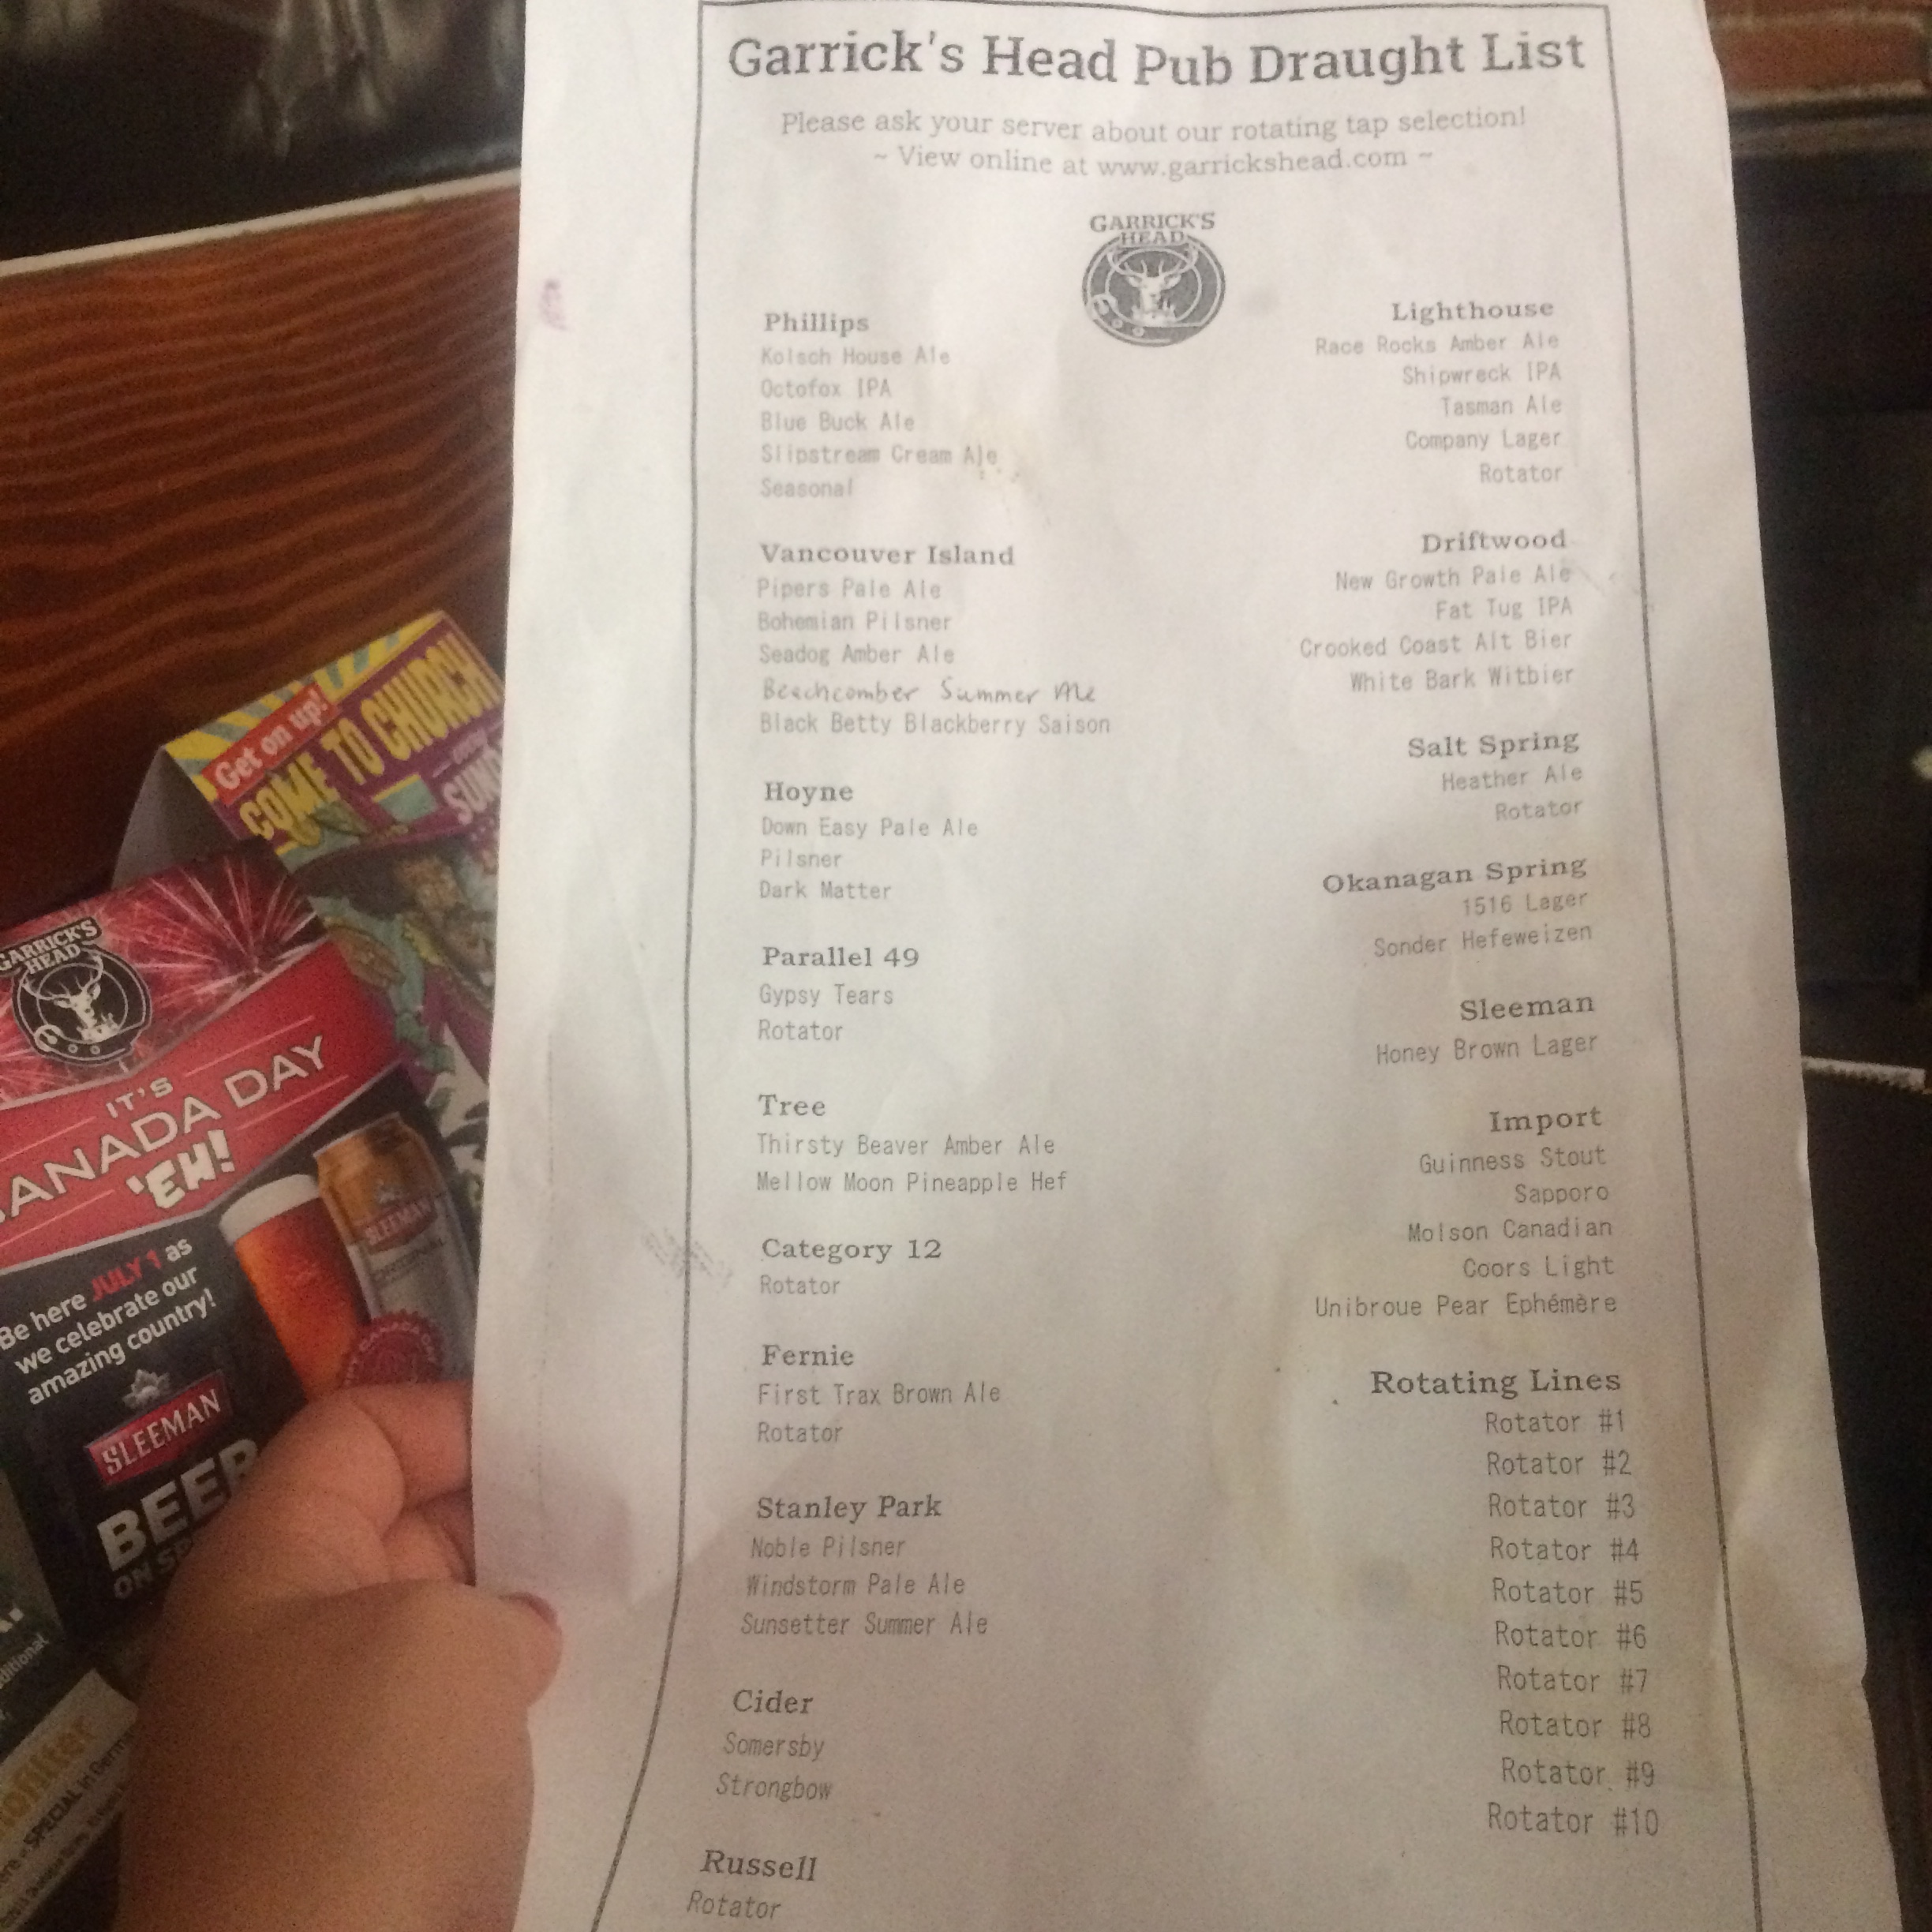 Garrick's Head Pub Draught List
Please ask your server about our rotating tap selection!
~ View online at www.garrickshead.com ~
GARRICK'S
HEAD
Phillips
Kolsch House Ale
Octofox IPA
Blue Buck Ale
Slipstream Cream Ale
Seasonal
Vancouver Island
Pipers Pale Ale
Bohemian Pilsner
Seadog Amber Ale
Beachcomber Summer Ale
Black Betty Blackberry Saison
Hoyne
Down Easy Pale Ale
Pilsner
Dark Matter
Parallel 49
Gypsy Tears
Rotator
Tree
Thirsty Beaver Amber Ale
Mellow Moon Pineapple Hef
Category 12
Rotator
Fernie
First Trax Brown Ale
Rotator
Stanley Park
Noble Pilsner
Windstorm Pale Ale
Sunsetter Summer Ale
Cider
Somersby
Strongbow
Russell
Rotator
Lighthouse
Race Rocks Amber Ale
Shipwreck IPA
Tasman Ale
Company Lager
Rotator
Driftwood
New Growth Pale Ale
Fat Tug IPA
Crooked Coast Alt Bier
White Bark Witbier
Salt Spring
Heather Ale
Rotator
Okanagan Spring
1516 Lager
Sonder Hefeweizen
Sleeman
Honey Brown Lager
Import
Guinness Stout
Sapporo
Molson Canadian
Coors Light
Unibroue Pear Ephémère
Rotating Lines
Rotator #1
Rotator #2
Rotator #3
Rotator #4
Rotator #5
Rotator #6
Rotator #7
Rotator #8
Rotator #9
Rotator #10
Get on up!
COME TO CHURCH
GARRICK'S
HEAD
IT'S
ANADA DAY
'EH!
Be here JULY 1 as
we celebrate our
amazing country!
SLEEMAN
SLEEMAN
BEER
ON